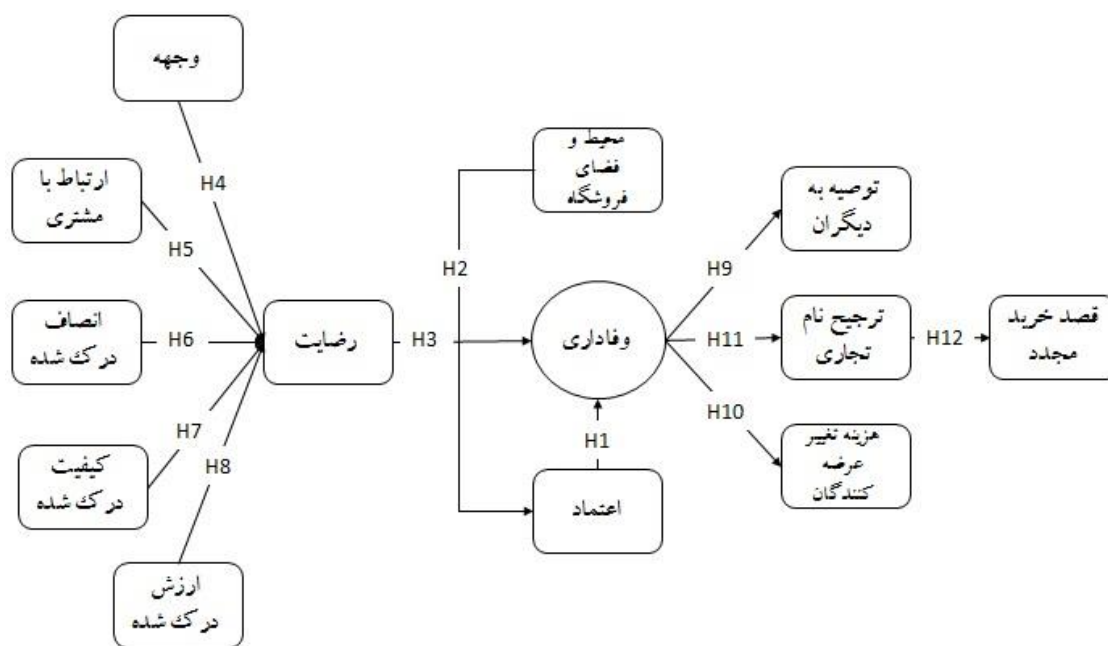 وجهه
محیط و
فضای
فروشگاه
ارتباط با
مشتری
توصیه به
دیگران
H4
H5
H2
H9
انصاف
درک شده
H6
رضایت
H3
وفاداری
H11
ترجیح نام
تجاری
H12
قصد خرید
مجدد
H7
H8
H1
H10
کیفیت
درک شده
اعتماد
هزینه تغییر
عرضه
کنندگان
ارزش
درک شده